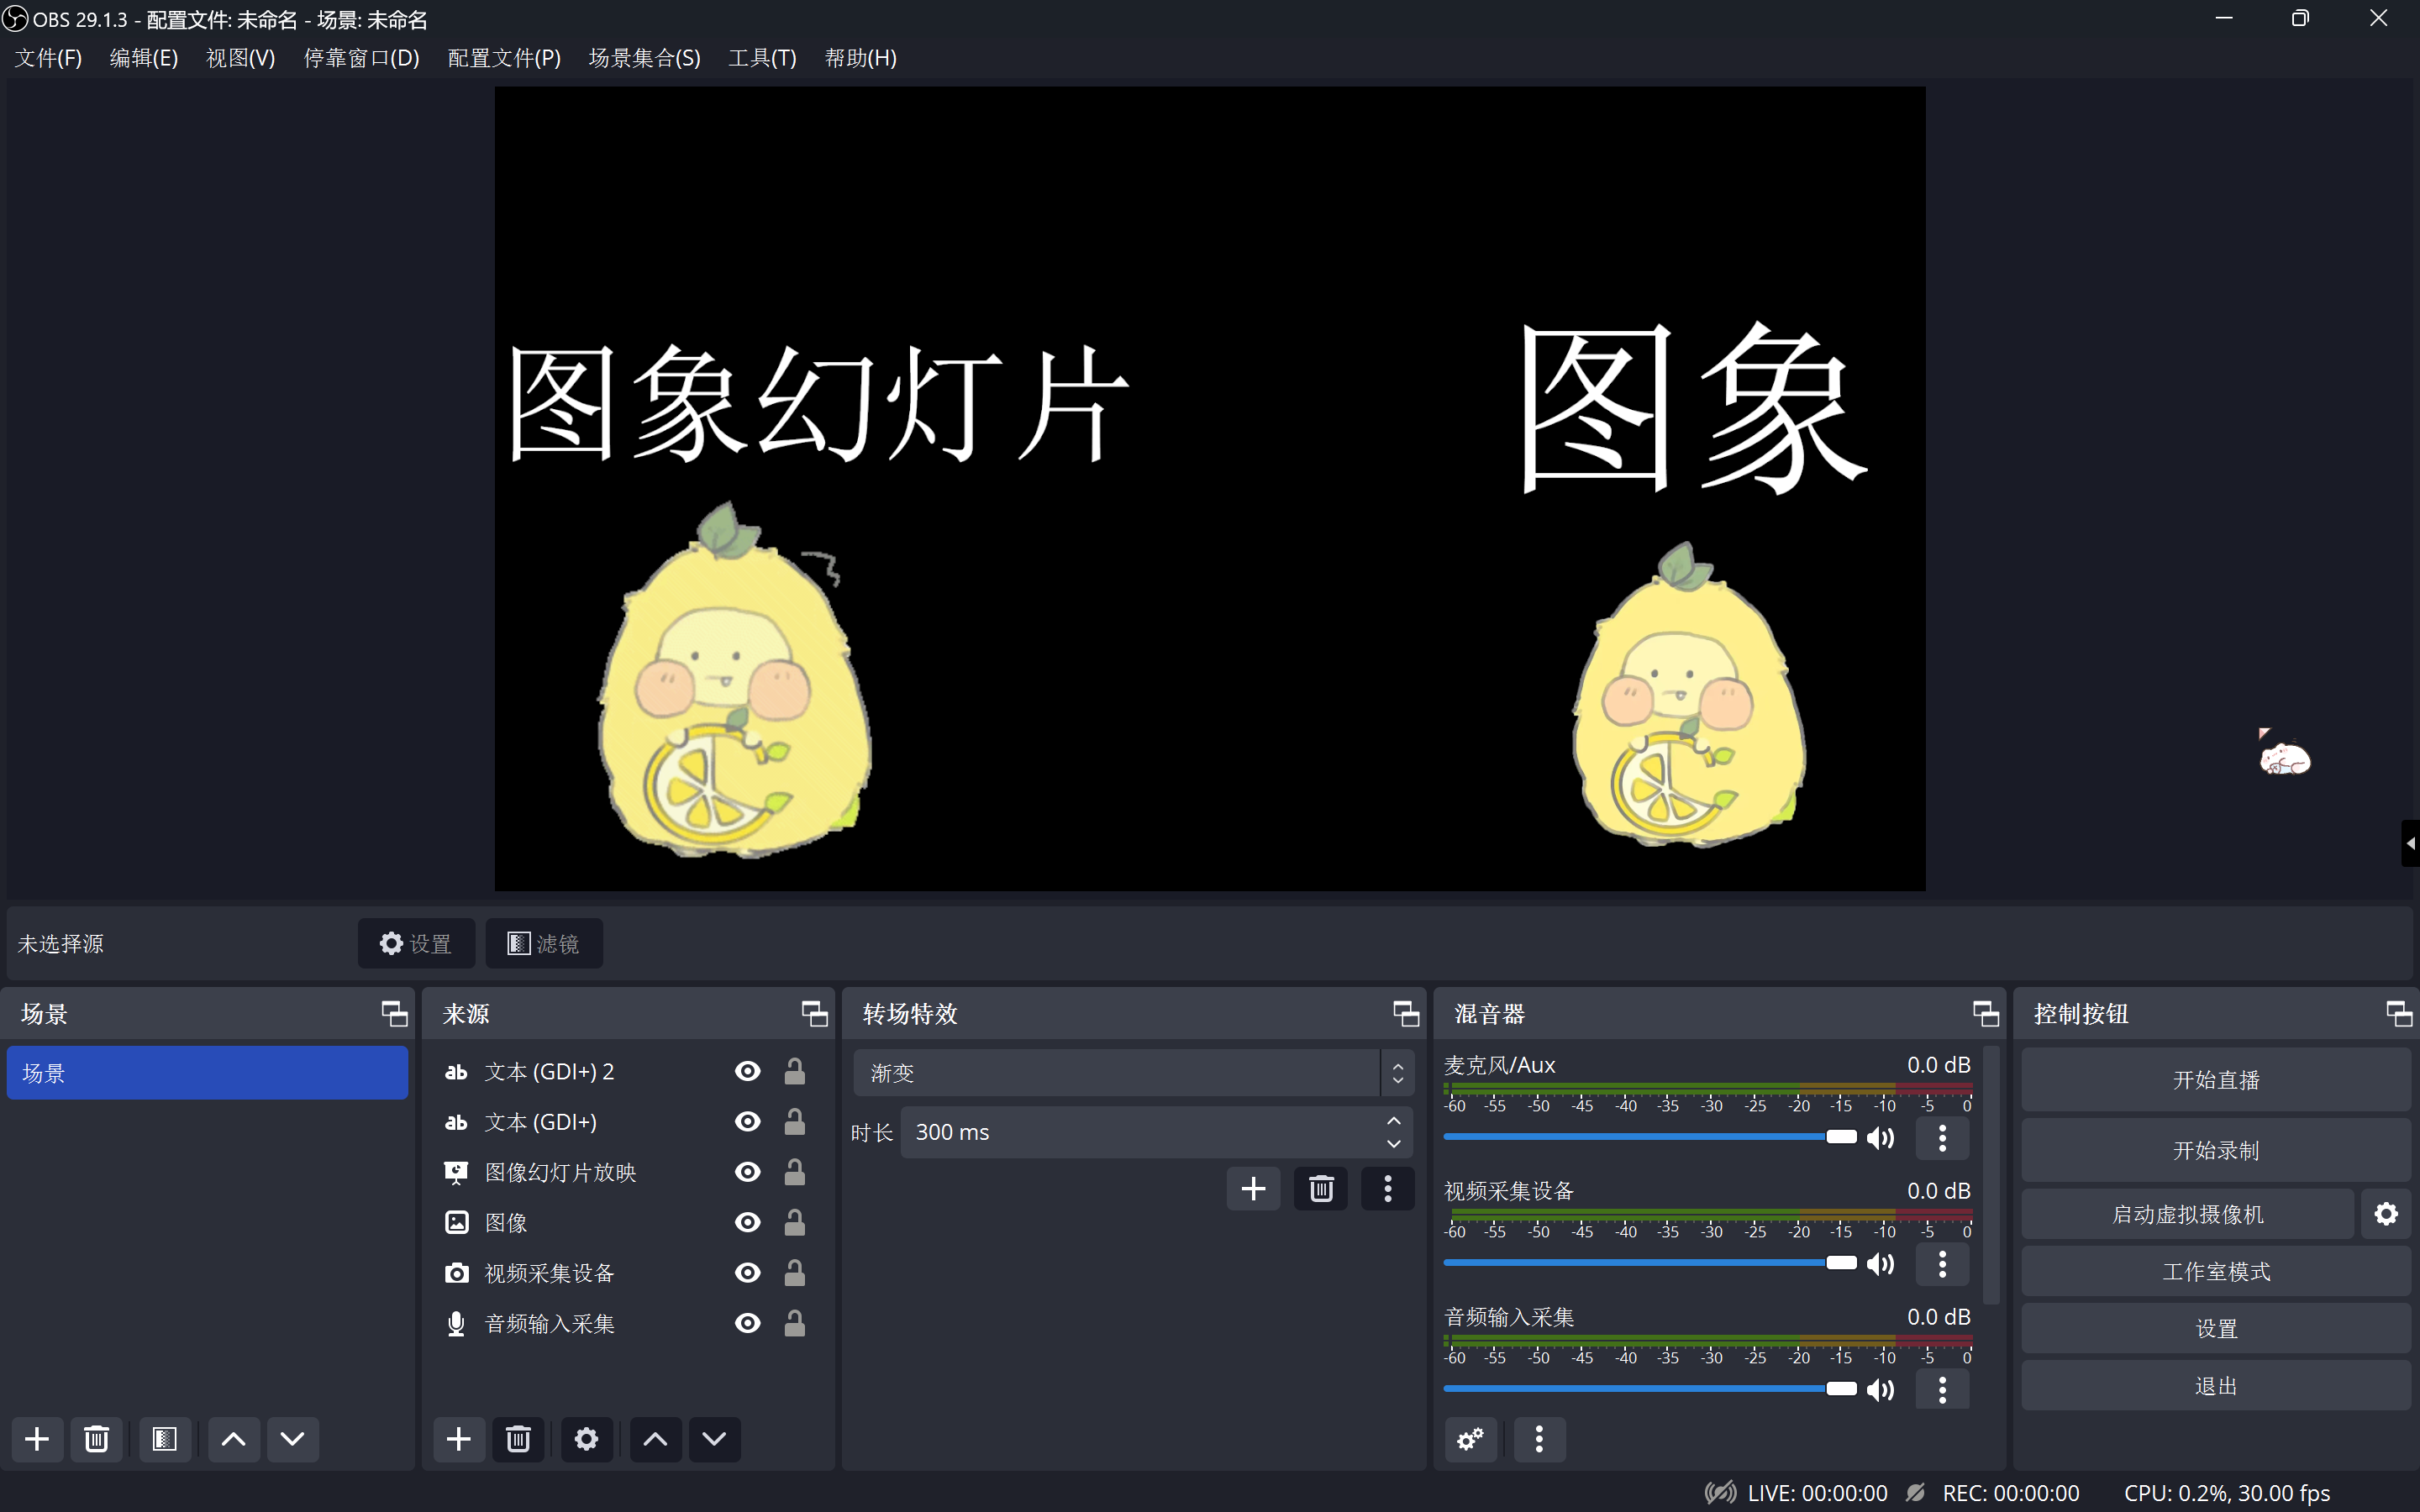 OBS 29.1.3 - 配置文件: 未命名 - 场景: 未命名
文件(F) 编辑(E) 视图(V) 停靠窗口(D) 配置文件(P) 场景集合(S) 工具(T) 帮助(H)
图象幻灯片
图象
未选择源 设置 滤镜
场景
场景
来源
ab 文本 (GDI+) 2
ab 文本 (GDI+)
图像幻灯片放映
图像
视频采集设备
音频输入采集
转场特效
渐变
时长 300 ms
混音器
麦克风/Aux 0.0 dB
-60 -55 -50 -45 -40 -35 -30 -25 -20 -15 -10 -5 0
视频采集设备 0.0 dB
-60 -55 -50 -45 -40 -35 -30 -25 -20 -15 -10 -5 0
音频输入采集 0.0 dB
-60 -55 -50 -45 -40 -35 -30 -25 -20 -15 -10 -5 0
控制按钮
开始直播
开始录制
启动虚拟摄像机
工作室模式
设置
退出
LIVE: 00:00:00 REC: 00:00:00 CPU: 0.2%, 30.00 fps